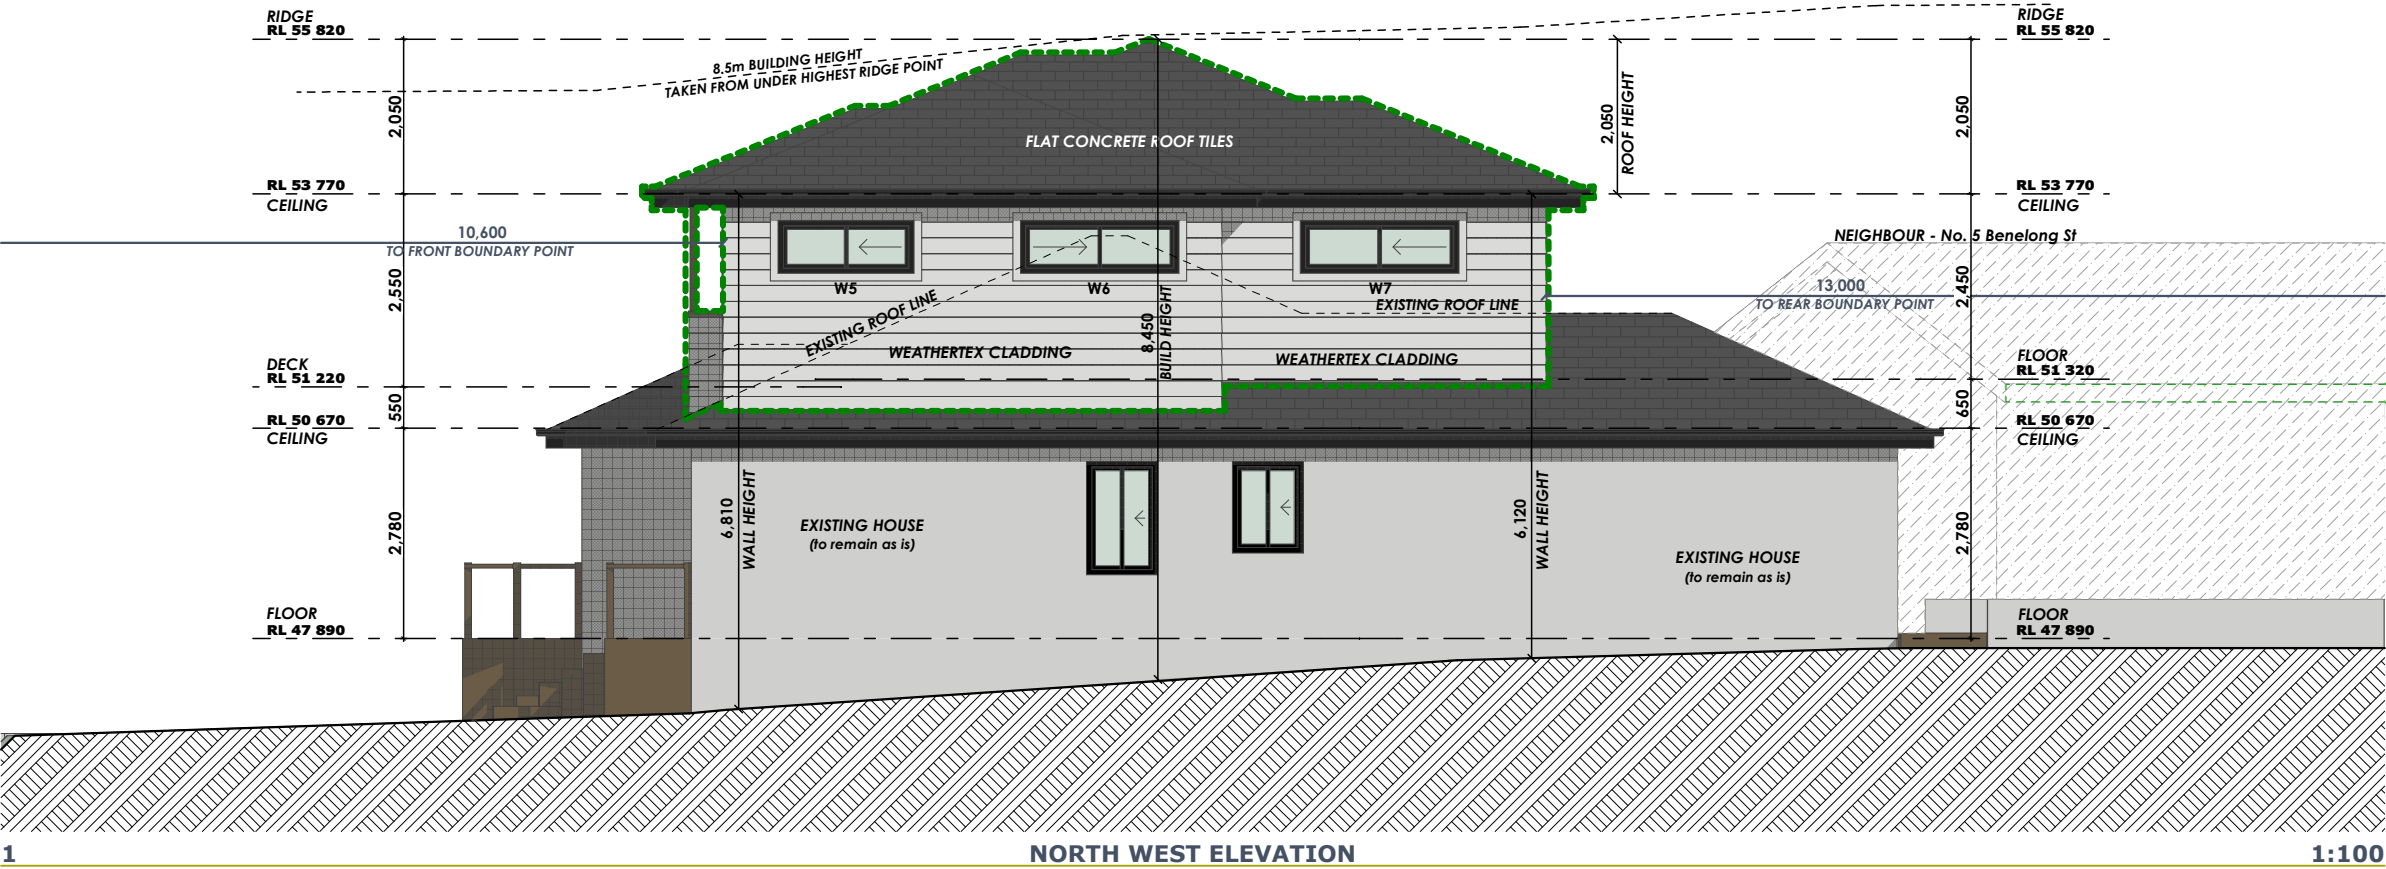 RIDGE
RL 55 820
RIDGE
RL 55 820
8.5m BUILDING HEIGHT
TAKEN FROM UNDER HIGHEST RIDGE POINT
2,050
2,050
ROOF HEIGHT
2,050
FLAT CONCRETE ROOF TILES
RL 53 770
CEILING
RL 53 770
CEILING
10,600
TO FRONT BOUNDARY POINT
NEIGHBOUR - No. 5 Benelong St
2,550
W5
W6
W7
13,000
TO REAR BOUNDARY POINT
2,450
EXISTING ROOF LINE
EXISTING ROOF LINE
8,450
BUILD HEIGHT
WEATHERTEX CLADDING
WEATHERTEX CLADDING
DECK
RL 51 220
FLOOR
RL 51 320
550
650
RL 50 670
CEILING
RL 50 670
CEILING
2,780
6,810
WALL HEIGHT
EXISTING HOUSE
(to remain as is)
6,120
WALL HEIGHT
EXISTING HOUSE
(to remain as is)
2,780
FLOOR
RL 47 890
FLOOR
RL 47 890
1
NORTH WEST ELEVATION
1:100